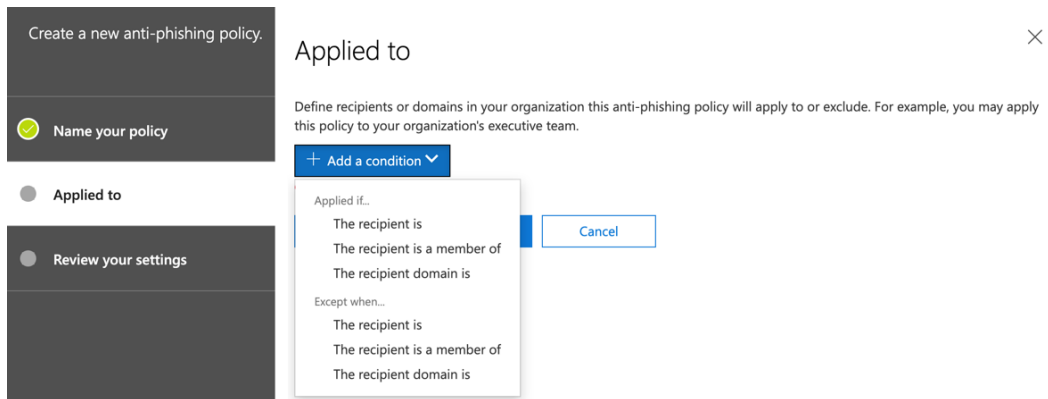 Create a new anti-phishing policy.
Name your policy
Applied to
Review your settings
Applied to
Define recipients or domains in your organization this anti-phishing policy will apply to or exclude. For example, you may apply
this policy to your organization's executive team.
+ Add a condition
Applied if...
The recipient is
The recipient is a member of
The recipient domain is
Except when...
The recipient is
The recipient is a member of
The recipient domain is
Cancel